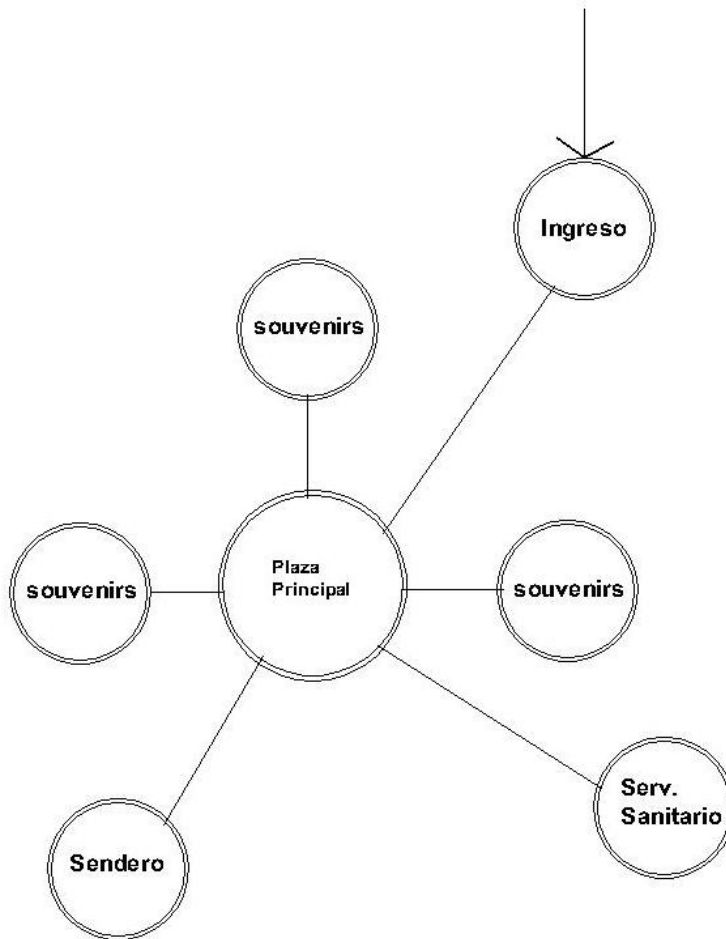 Ingreso
souvenirs
Plaza
Principal
souvenirs
souvenirs
Serv.
Sanitario
Sendero